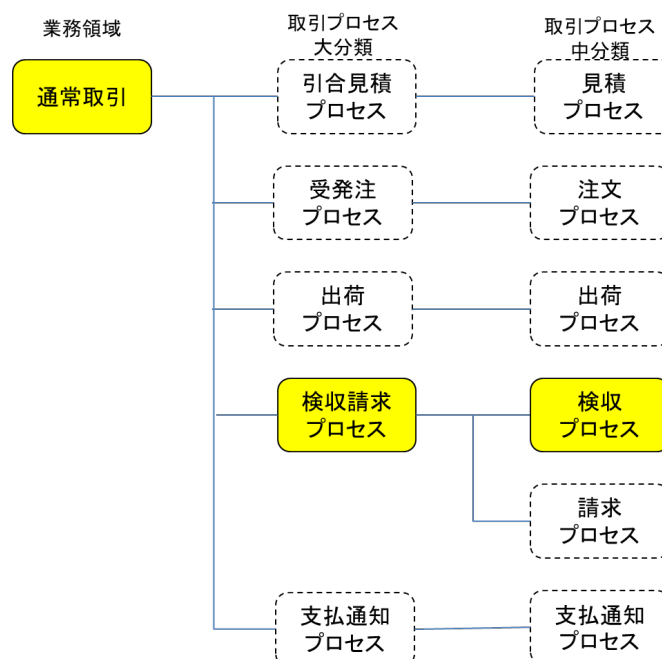 業務領域
取引プロセス
大分類
取引プロセス
中分類
通常取引
引合見積
プロセス
見積
プロセス
受発注
プロセス
注文
プロセス
出荷
プロセス
出荷
プロセス
検収請求
プロセス
検収
プロセス
請求
プロセス
支払通知
プロセス
支払通知
プロセス